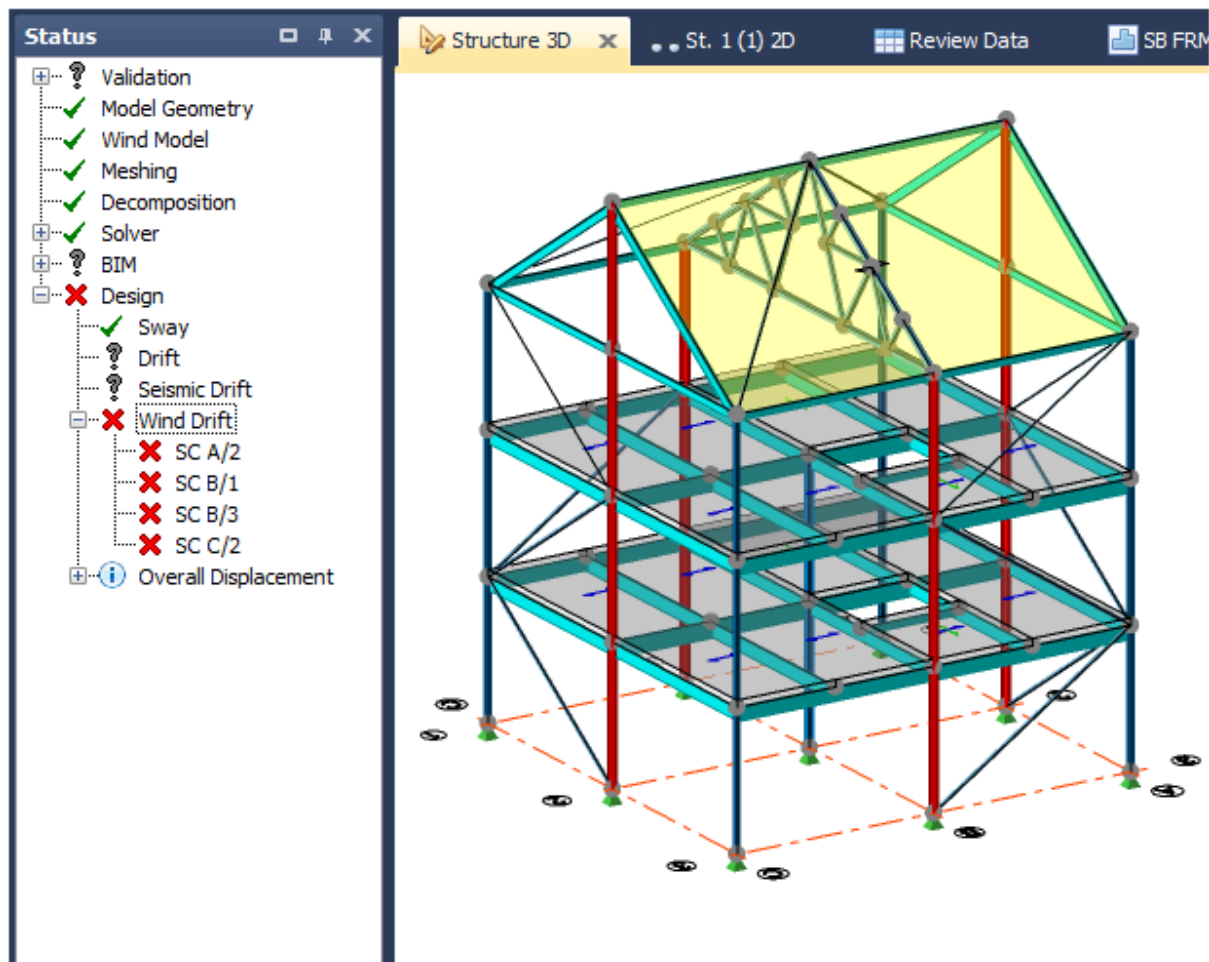 Status
Structure 3D
St. 1 (1) 2D
Review Data
SB FRM
Validation
Model Geometry
Wind Model
Meshing
Decomposition
Solver
BIM
Design
Sway
Drift
Seismic Drift
Wind Drift
SC A/2
SC B/1
SC B/3
SC C/2
Overall Displacement